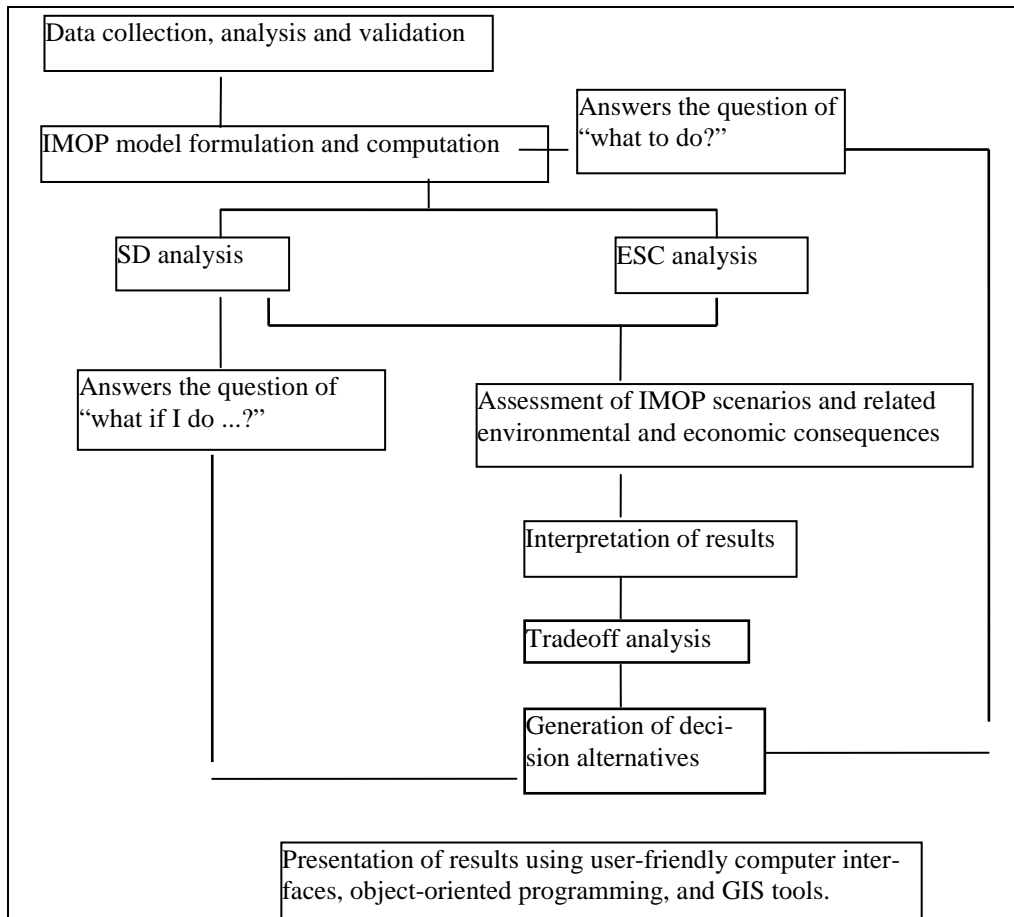 Data collection, analysis and validation
Answers the question of
“what to do?”
IMOP model formulation and computation
SD analysis
ESC analysis
Answers the question of
“what if I do ...?”
Assessment of IMOP scenarios and related
environmental and economic consequences
Interpretation of results
Tradeoff analysis
Generation of deci-
sion alternatives
Presentation of results using user-friendly computer inter-
faces, object-oriented programming, and GIS tools.